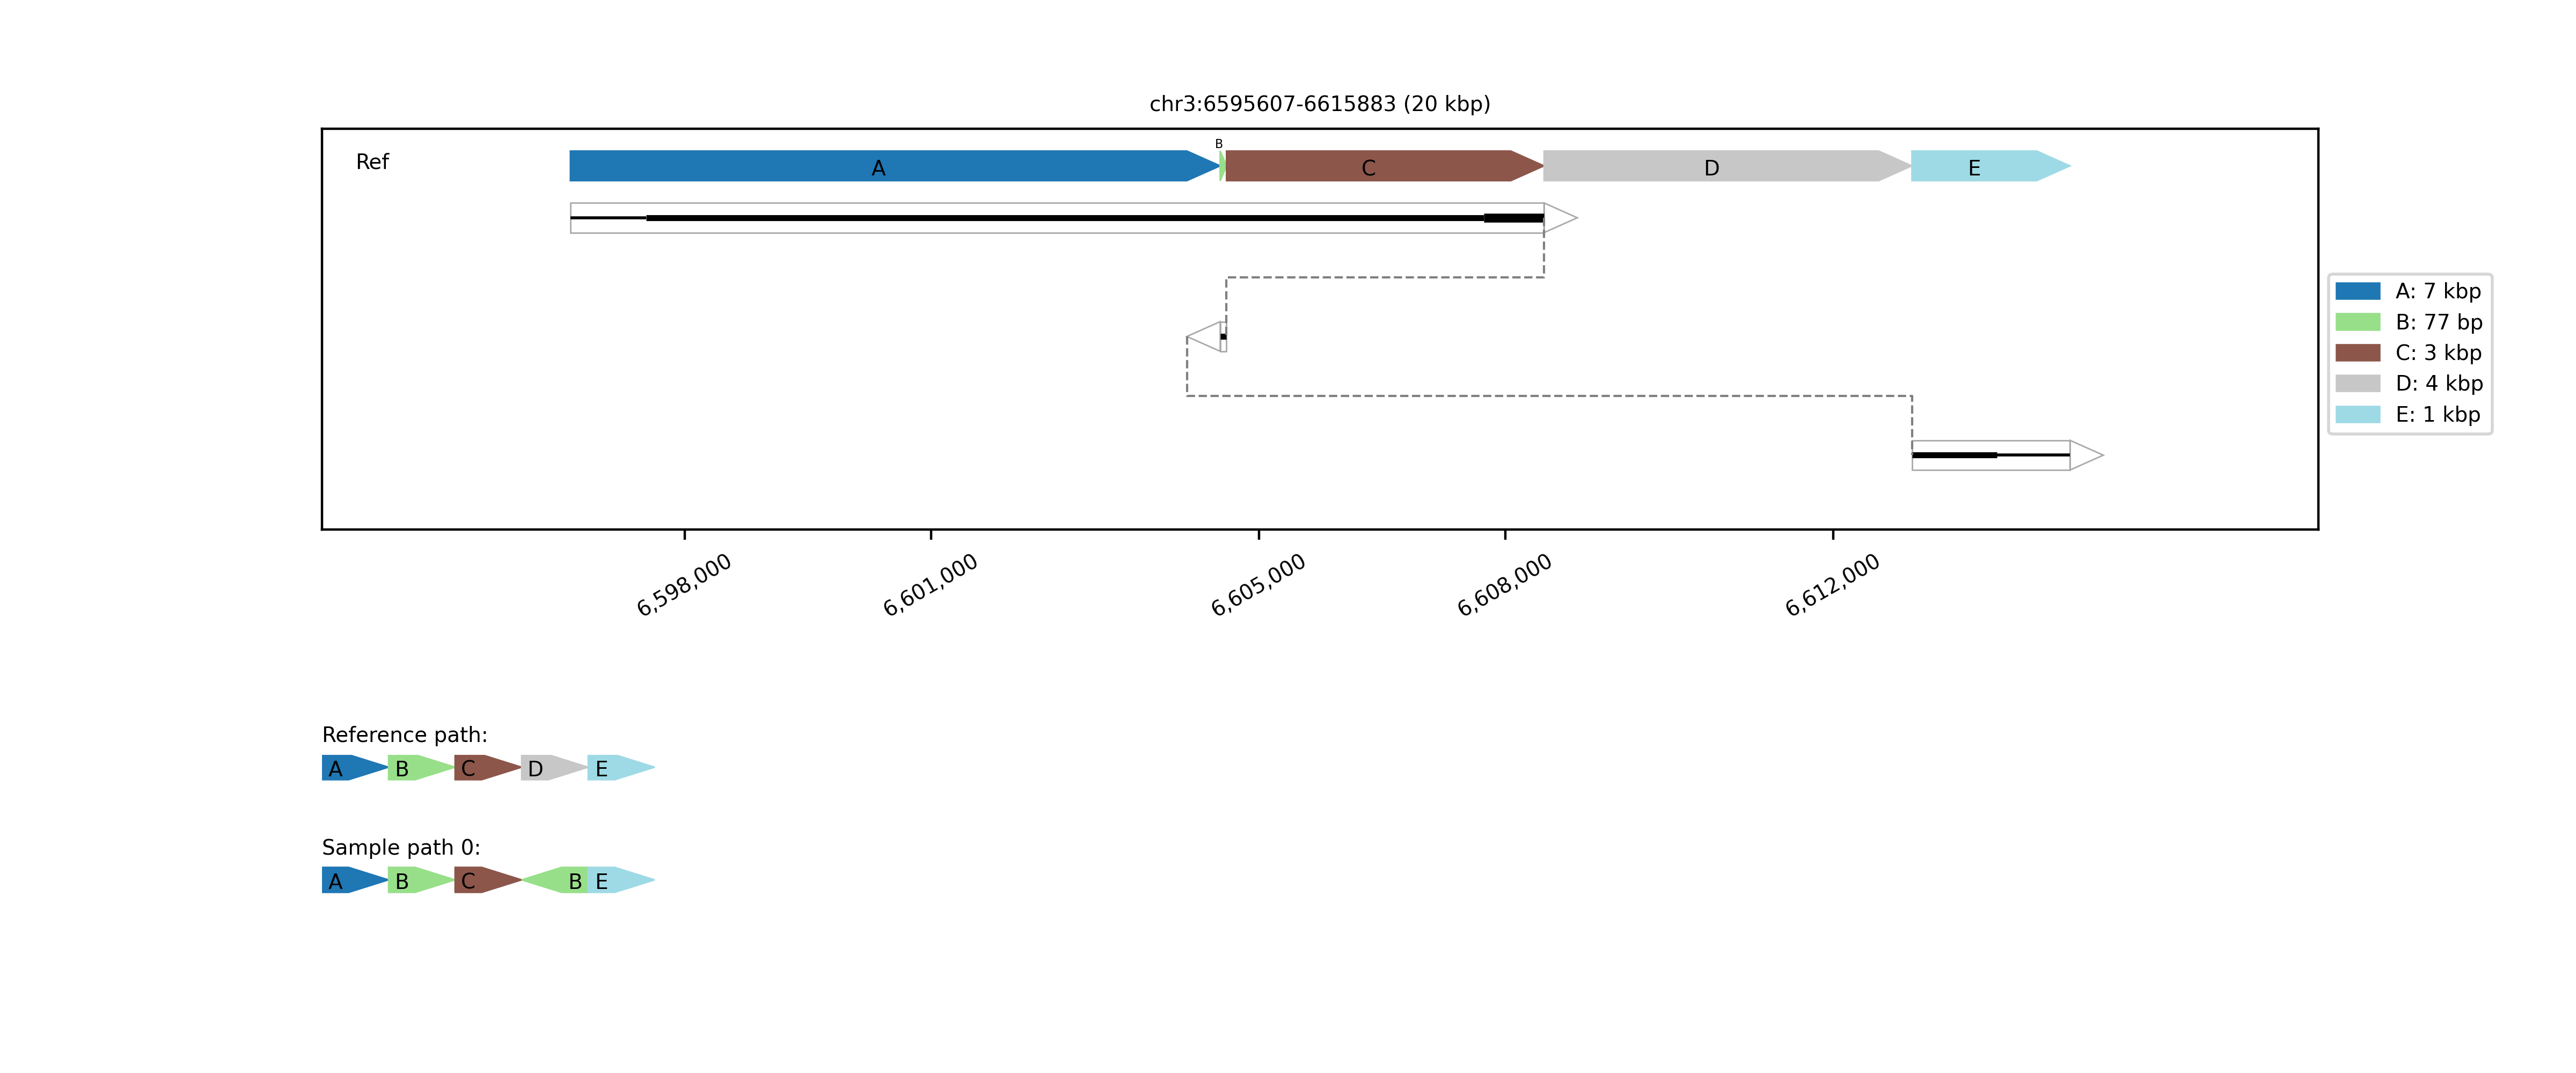 chr3:6595607-6615883 (20 kbp)
B
Ref
A
C
D
E
A: 7 kbp
B: 77 bp
C: 3 kbp
D: 4 kbp
E: 1 kbp
6,598,000
6,601,000
6,605,000
6,608,000
6,612,000
Reference path:
A B C D E
Sample path 0:
A B C B E